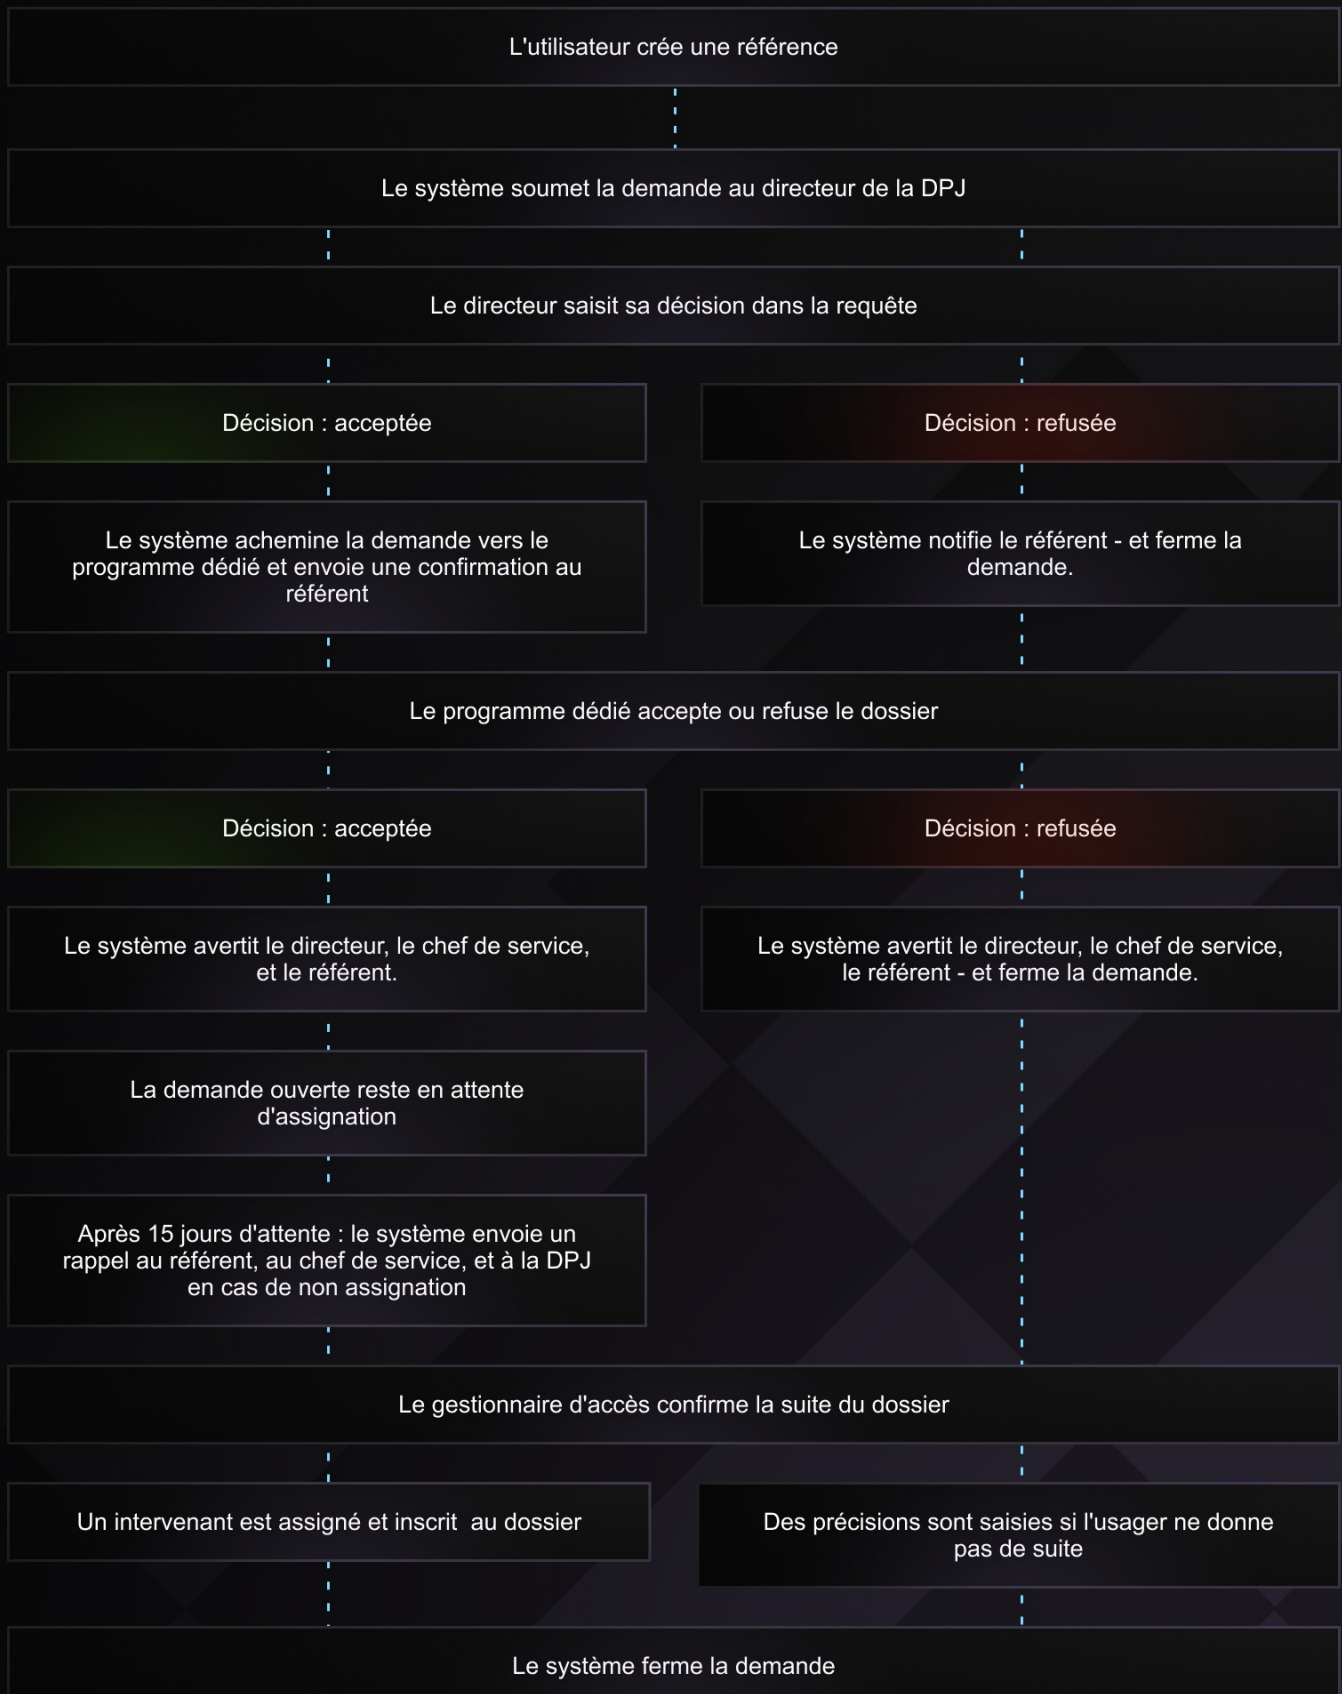 L'utilisateur crée une référence
Le système soumet la demande au directeur de la DPJ
Le directeur saisit sa décision dans la requête
Décision : acceptée
Décision : refusée
Le système achemine la demande vers le
programme dédié et envoie une confirmation au
référent
Le système notifie le référent - et ferme la
demande.
Le programme dédié accepte ou refuse le dossier
Décision : acceptée
Décision : refusée
Le système avertit le directeur, le chef de service,
et le référent.
Le système avertit le directeur, le chef de service,
le référent - et ferme la demande.
La demande ouverte reste en attente
d'assignation
Après 15 jours d'attente : le système envoie un
rappel au référent, au chef de service, et à la DPJ
en cas de non assignation
Le gestionnaire d'accès confirme la suite du dossier
Un intervenant est assigné et inscrit  au dossier
Des précisions sont saisies si l'usager ne donne
pas de suite
Le système ferme la demande